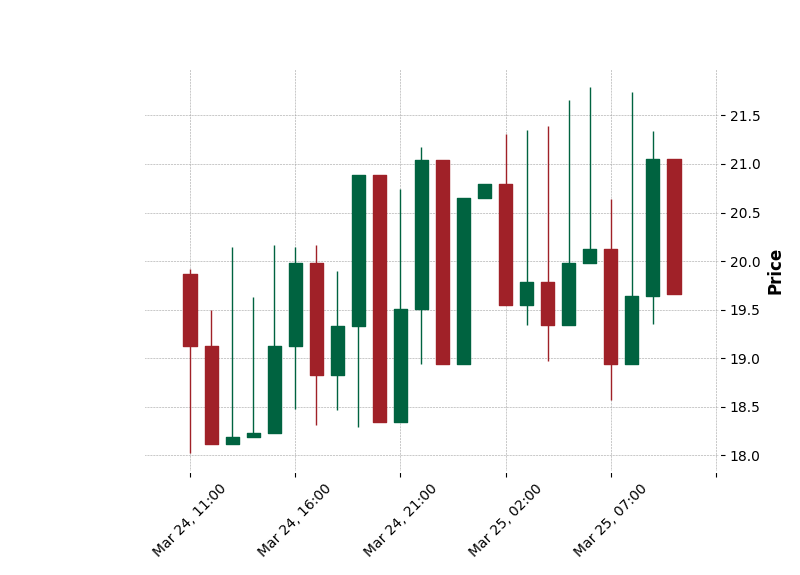 21.5
21.0
20.5
20.0
19.5
19.0
18.5
18.0
Price
Mar 24, 11:00
Mar 24, 16:00
Mar 24, 21:00
Mar 25, 02:00
Mar 25, 07:00